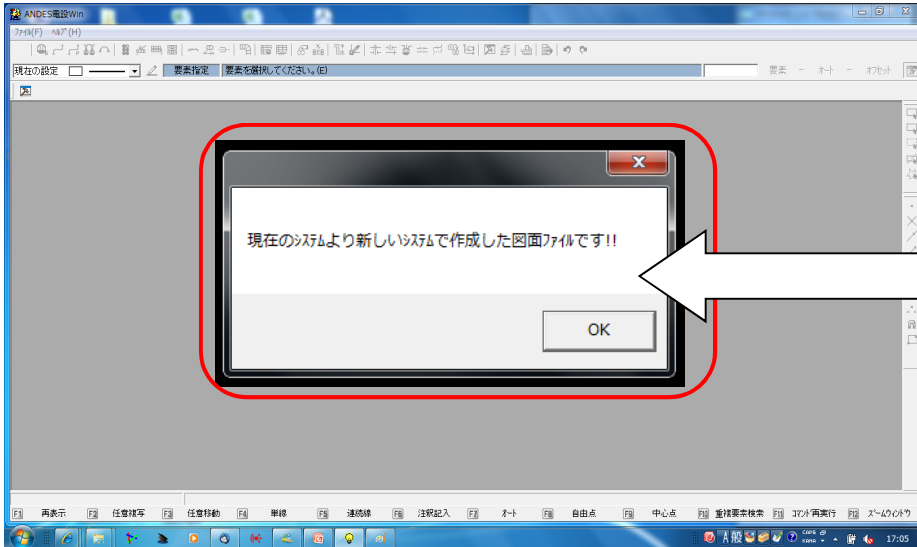 ANDES電設Win
ﾌｧｲﾙ(F) ﾍﾙﾌﾟ(H)
現在の設定 要素指定 要素を選択してください。(E) 要素 - ｵｰﾄ - ｵﾌｾｯﾄ
現在のｼｽﾃﾑより新しいｼｽﾃﾑで作成した図面ﾌｧｲﾙです!!
OK
F1 再表示 F2 任意複写 F3 任意移動 F4 単線 F5 連続線 F6 注釈記入 F7 ｵｰﾄ F8 自由点 F9 中心点 F10 重複要素検索 F11 ｺﾏﾝﾄﾞ再実行 F12 ｽﾞｰﾑｳｨﾝﾄﾞｳ
A 般 CAPS KANA 17:05